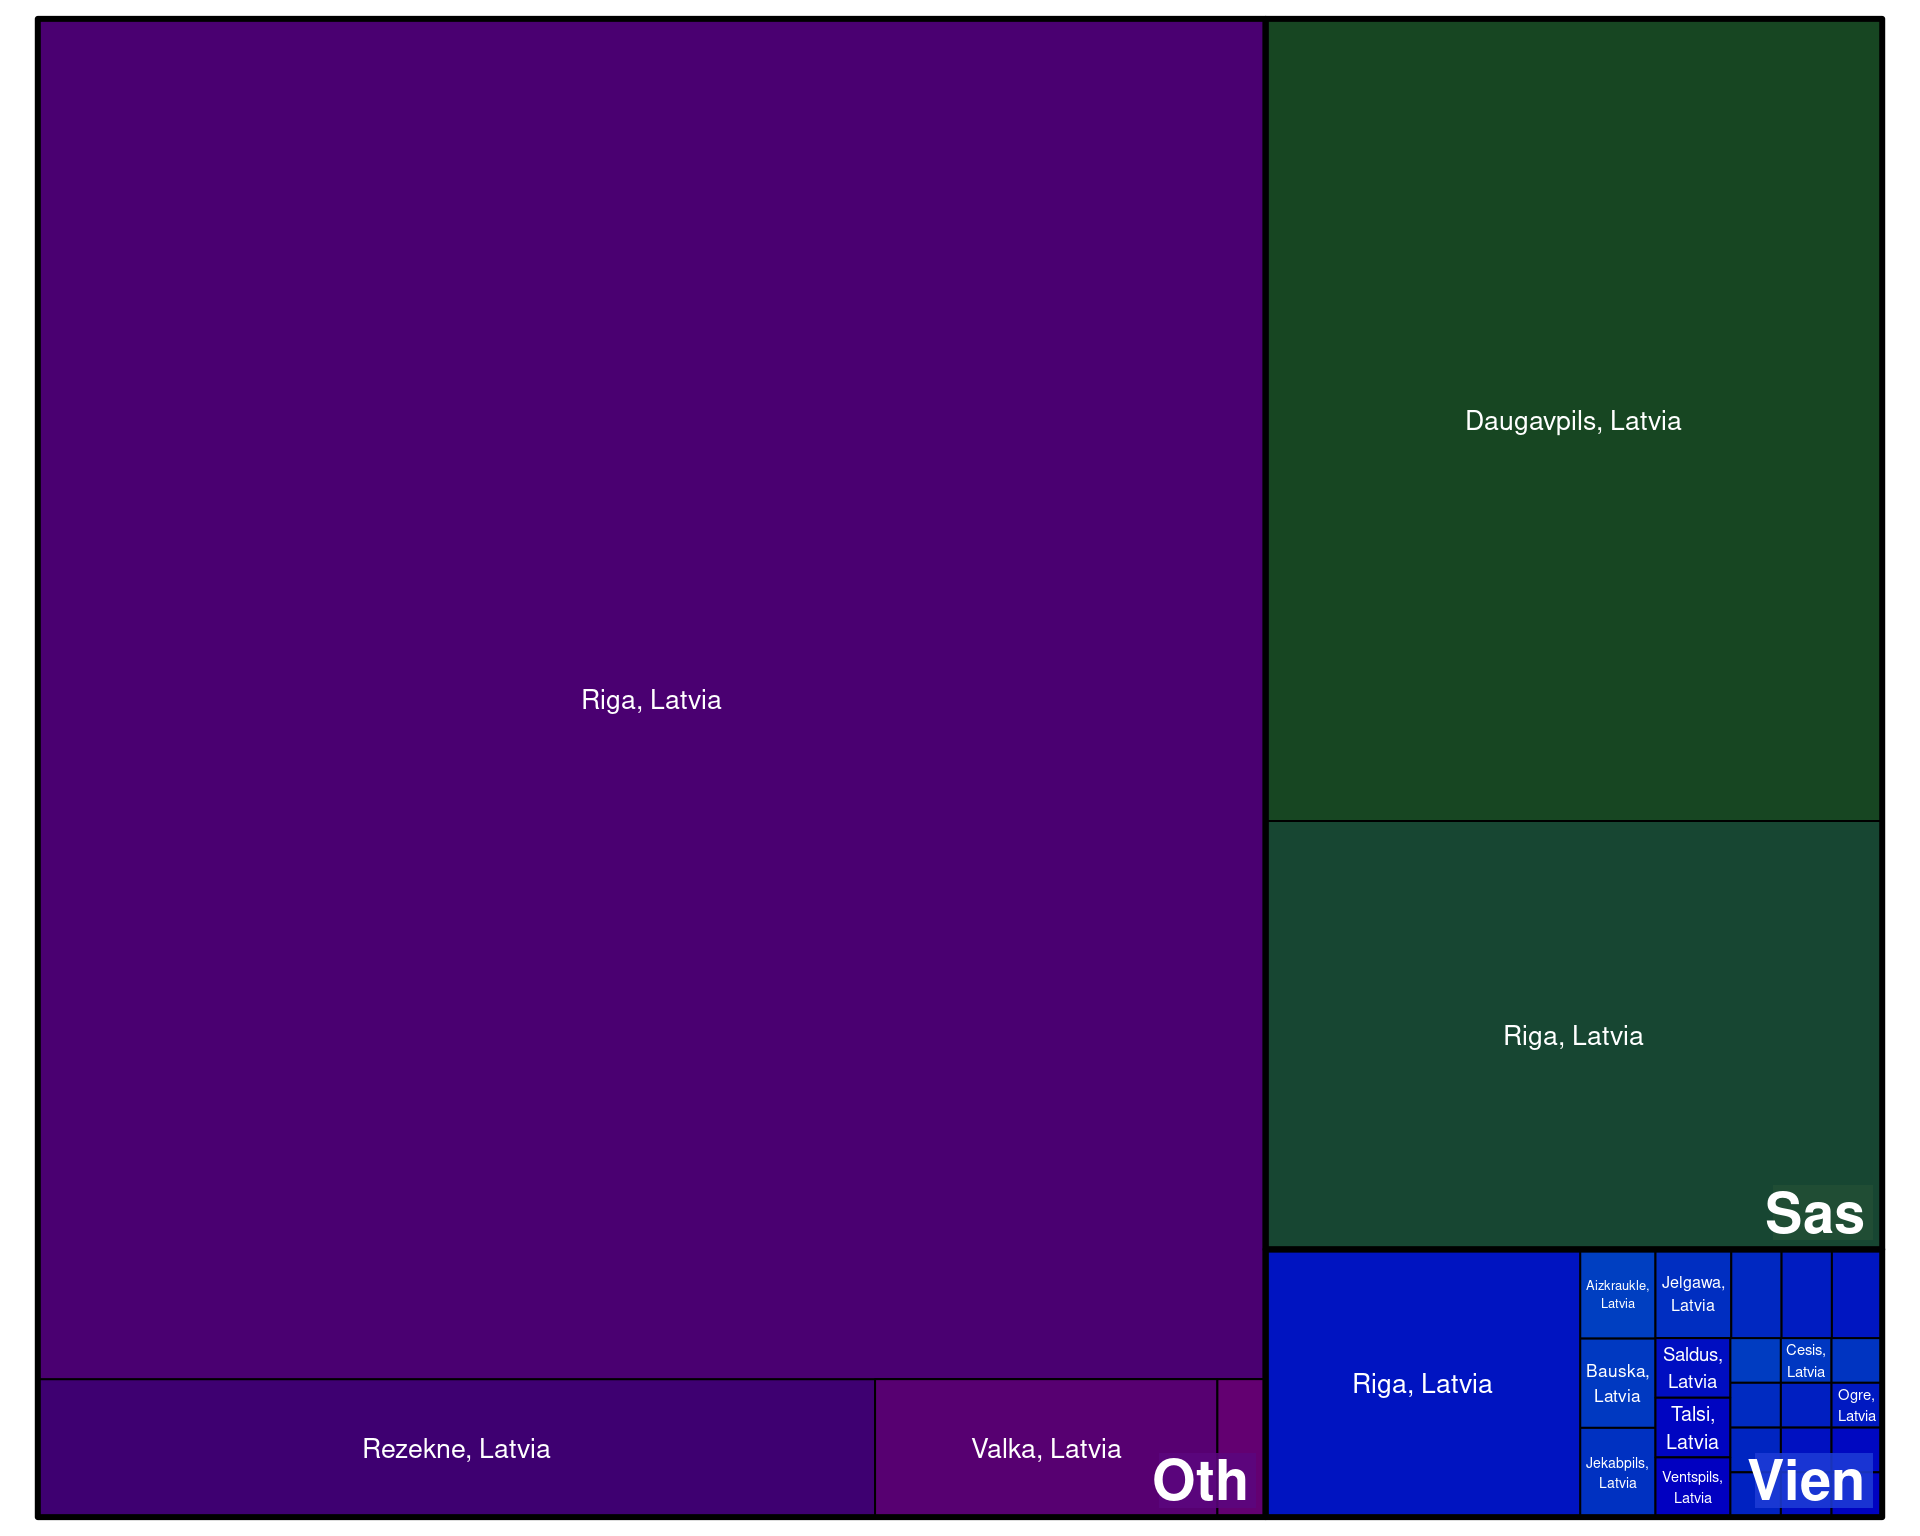 Riga, Latvia
Rezekne, Latvia
Valka, Latvia
Oth
Daugavpils, Latvia
Riga, Latvia
Sas
Riga, Latvia
Aizkraukle,
Latvia
Bauska,
Latvia
Jekabpils,
Latvia
Jelgawa,
Latvia
Saldus,
Latvia
Talsi,
Latvia
Ventspils,
Latvia
Cesis,
Latvia
Ogre,
Latvia
Vien